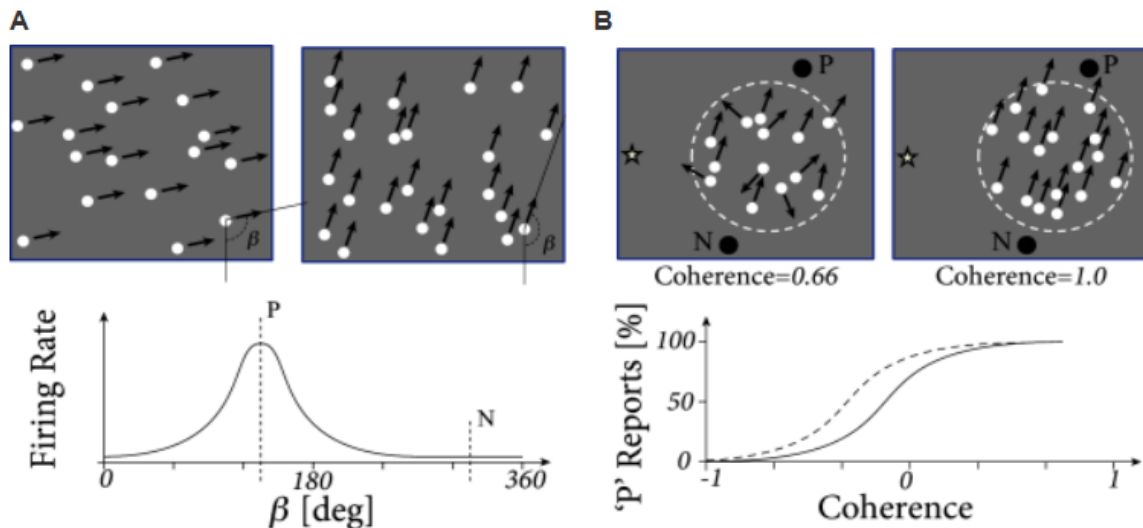 A
B
β
β
P
N
P
N
Coherence=0.66
Coherence=1.0
Firing Rate
P
N
0
180
360
β [deg]
'P' Reports [%]
100
50
0
-1
0
1
Coherence